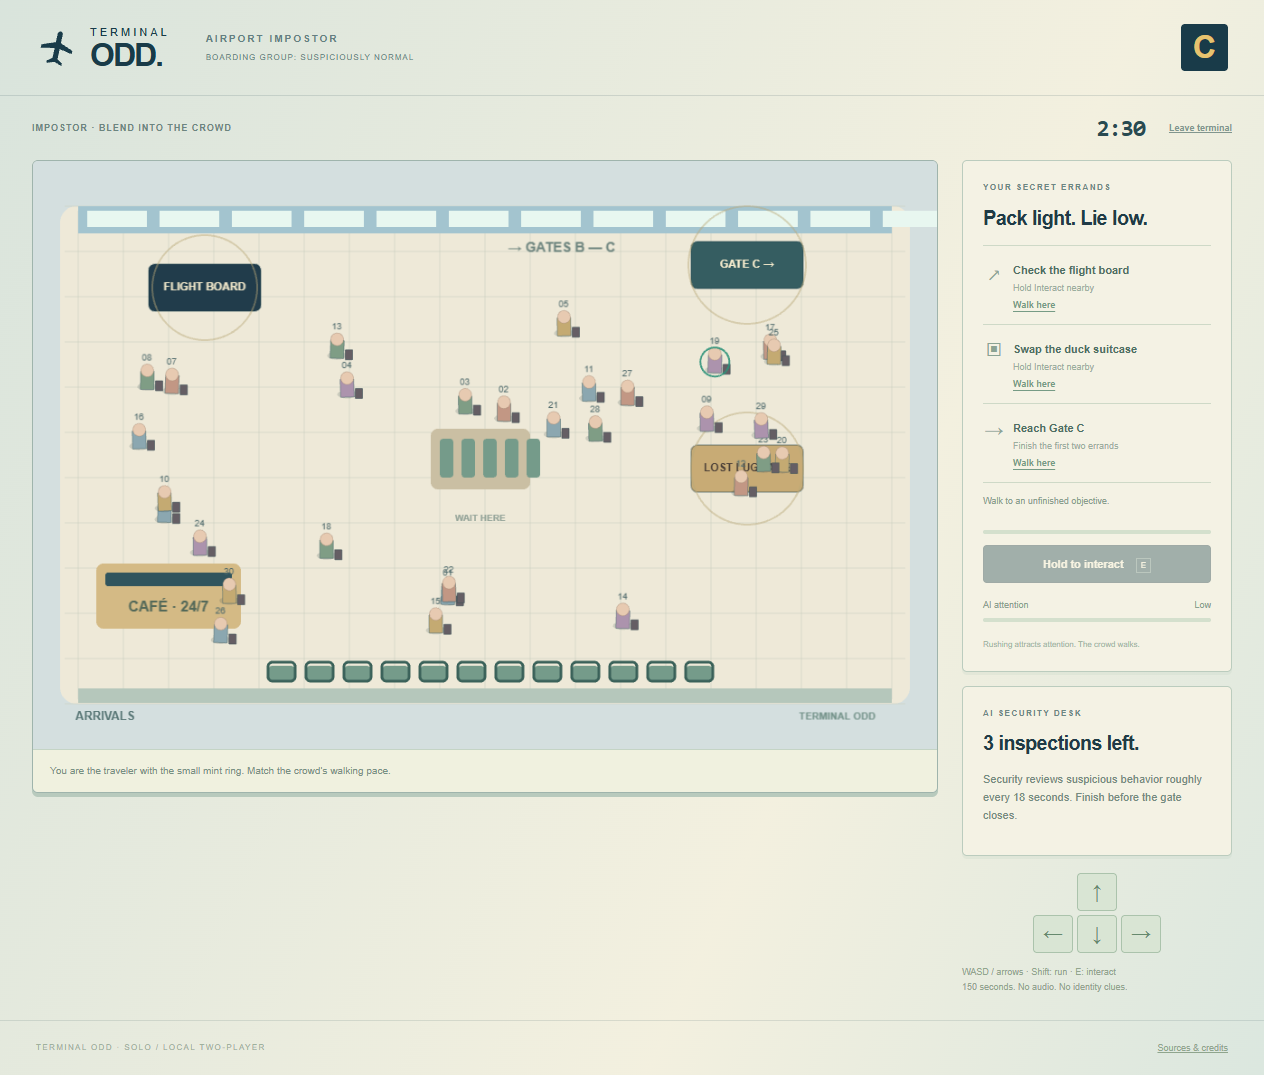 TERMINAL
ODD.
AIRPORT IMPOSTOR
BOARDING GROUP: SUSPICIOUSLY NORMAL
C
IMPOSTOR · BLEND INTO THE CROWD
2:30
Leave terminal
→ GATES B — C
GATE C →
FLIGHT BOARD
05
13
17
25
19
08
07
04
03
02
11
27
21
28
09
29
16
20
LOST LUG
10
WAIT HERE
24
18
30
22
CAFÉ · 24/7
26
15
14
ARRIVALS
TERMINAL ODD
You are the traveler with the small mint ring. Match the crowd's walking pace.
YOUR SECRET ERRANDS
Pack light. Lie low.
↗ Check the flight board
Hold Interact nearby
Walk here
Swap the duck suitcase
Hold Interact nearby
Walk here
→ Reach Gate C
Finish the first two errands
Walk here
Walk to an unfinished objective.
Hold to interact E
AI attention Low
Rushing attracts attention. The crowd walks.
AI SECURITY DESK
3 inspections left.
Security reviews suspicious behavior roughly
every 18 seconds. Finish before the gate
closes.
↑
← ↓ →
WASD / arrows · Shift: run · E: interact
150 seconds. No audio. No identity clues.
TERMINAL ODD · SOLO / LOCAL TWO-PLAYER
Sources & credits